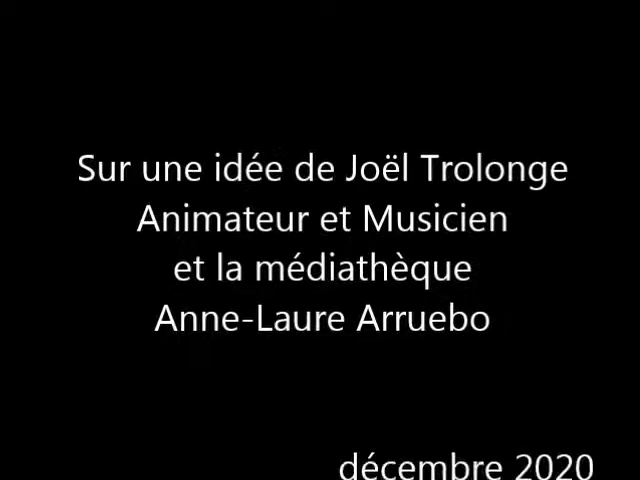 Sur une idée de Joël Trolonge
Animateur et Musicien
et la médiathèque
Anne-Laure Arruebo
décembre 2020